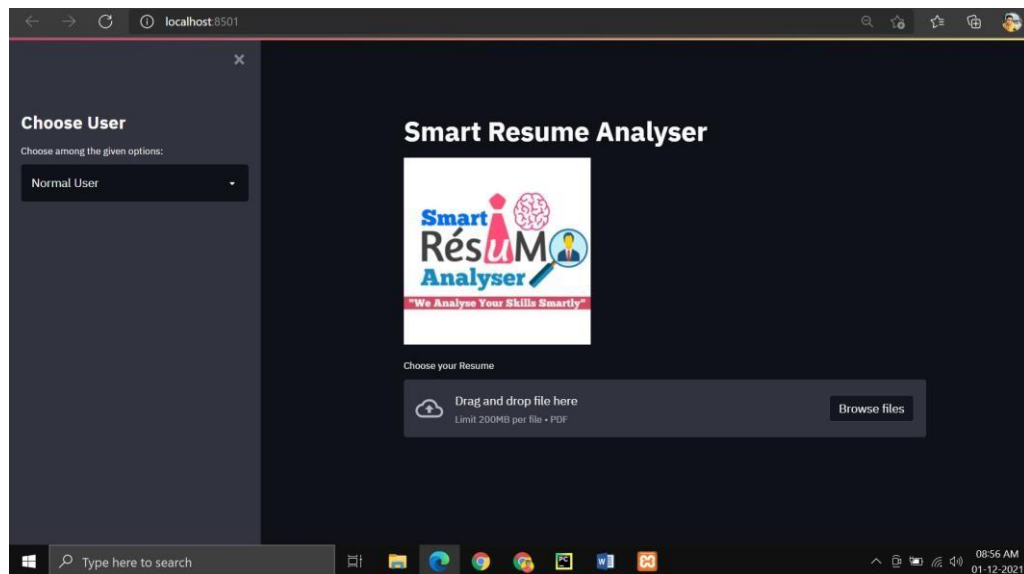 localhost:8501
Choose User
Choose among the given options:
Normal User
Smart Resume Analyser
Smart
RésuMe
Analyser
"We Analyse Your Skills Smartly"
Choose your Resume
Drag and drop file here
Limit 200MB per file • PDF
Browse files
Type here to search
08:56 AM
01-12-2021